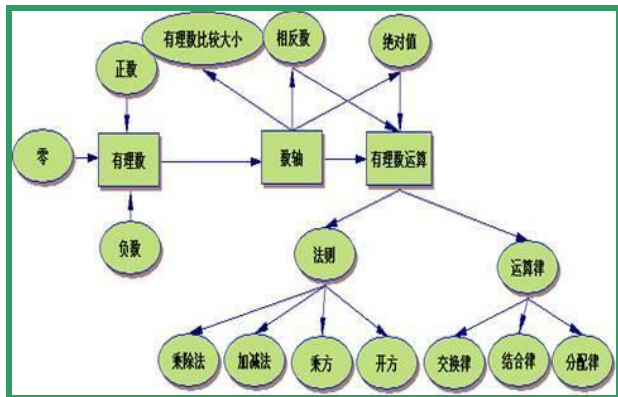 有理数比较大小
相反数
绝对值
正数
零
有理数
数轴
有理数运算
负数
法则
运算律
乘除法
加减法
乘方
开方
交换律
结合律
分配律